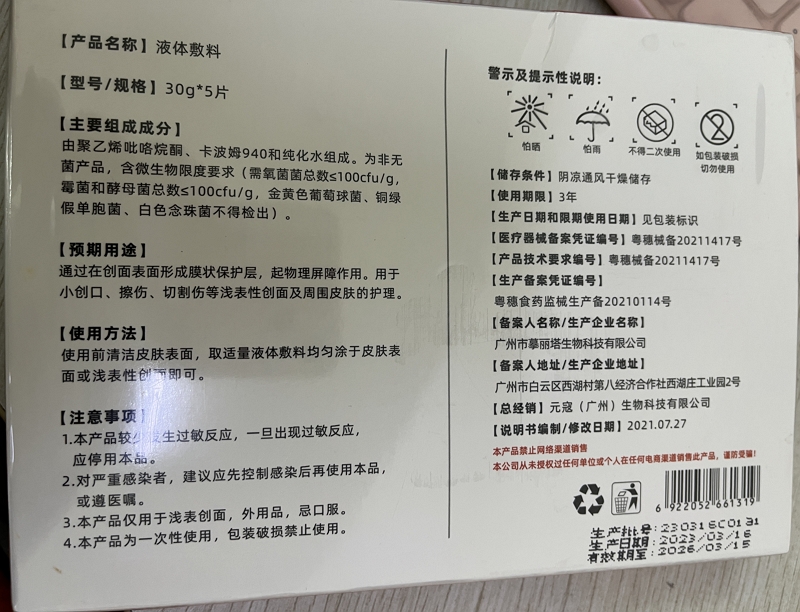 【产品名称】液体敷料
【型号/规格】30g*5片
【主要组成成分】
由聚乙烯吡咯烷酮、卡波姆940和纯化水组成。为非无
菌产品，含微生物限度要求（需氧菌菌总数≤100cfu/g，
霉菌和酵母菌总数≤100cfu/g，金黄色葡萄球菌、铜绿
假单胞菌、白色念珠菌不得检出）。
【预期用途】
通过在创面表面形成膜状保护层，起物理屏障作用。用于
小创口、擦伤、切割伤等浅表性创面及周围皮肤的护理。
【使用方法】
使用前清洁皮肤表面，取适量液体敷料均匀涂于皮肤表
面或浅表性创面即可。
【注意事项】
1.本产品较少发生过敏反应，一旦出现过敏反应，
应停用本品。
2.对严重感染者，建议应先控制感染后再使用本品，
或遵医嘱。
3.本产品仅用于浅表创面，外用品，忌口服。
4.本产品为一次性使用，包装破损禁止使用。
警示及提示性说明：
怕晒
怕雨
不得二次使用
如包装破损
切勿使用
【储存条件】阴凉通风干燥储存
【使用期限】3年
【生产日期和限期使用日期】见包装标识
【医疗器械备案凭证编号】粤穗械备20211417号
【产品技术要求编号】粤穗械备20211417号
【生产备案凭证编号】
粤穗食药监械生产备20210114号
【备案人名称/生产企业名称】
广州市摹丽塔生物科技有限公司
【备案人地址/生产企业地址】
广州市白云区西湖村第八经济合作社西湖庄工业园2号
【总经销】元寇（广州）生物科技有限公司
【说明书编制/修改日期】2021.07.27
本产品禁止网络渠道销售
本公司从未授权过任何单位或个人在任何电商渠道销售此产品，谨防受骗！
6 922052 661319
生产批号：230316C01a1
生产日期：2023/03/16
有效期至：2026/03/15